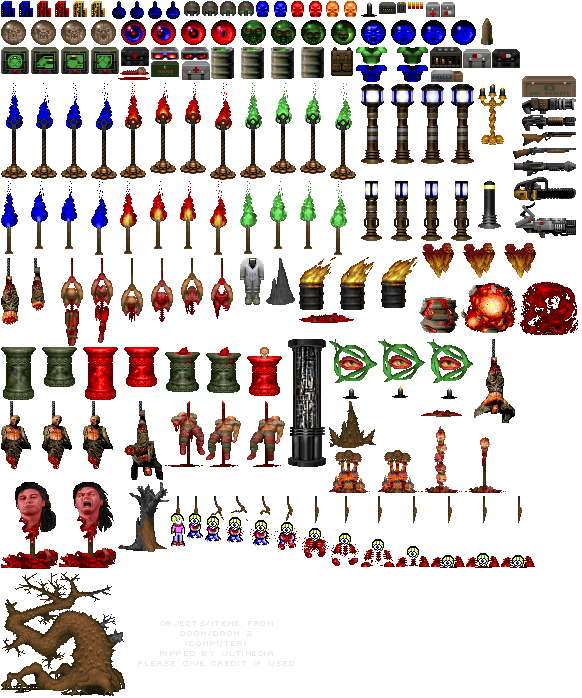 OBJECTS/ITEMS FROM
DOOM/DOOM 2
(COMPUTER)
RIPPED BY ULTIMECIA
PLEASE GIVE CREDIT IF USED